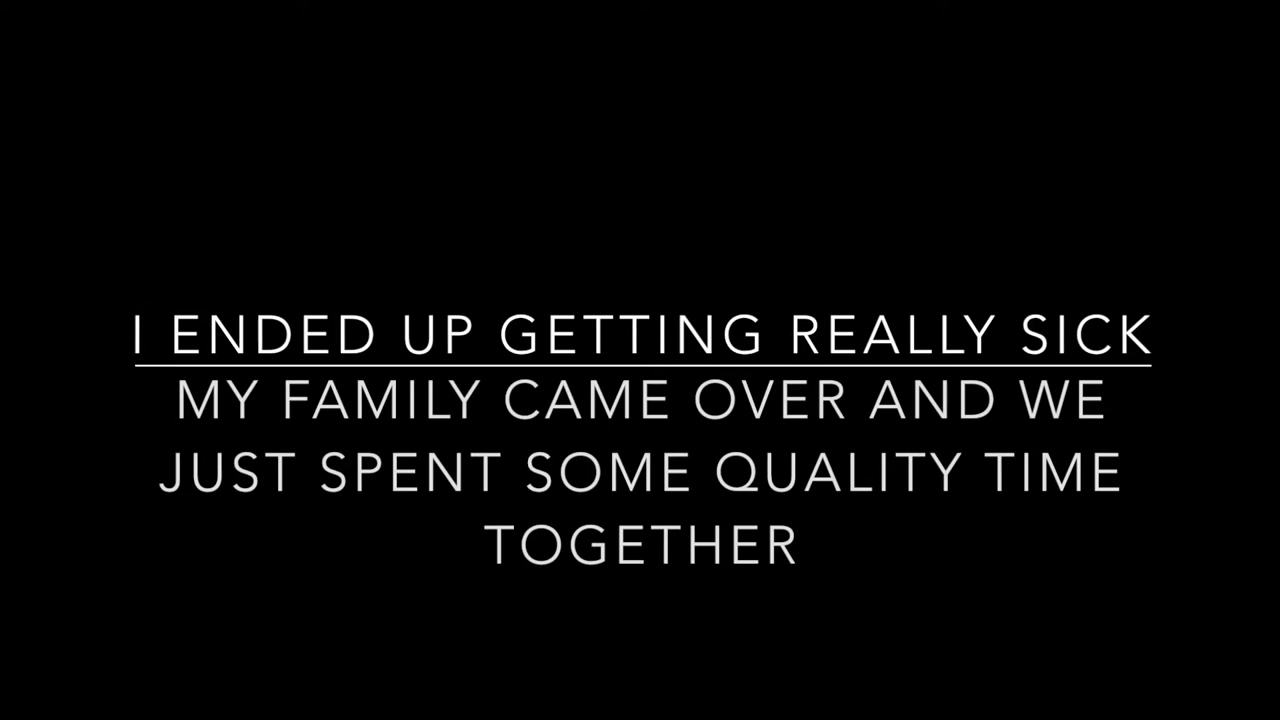 I ENDED UP GETTING REALLY SICK
MY FAMILY CAME OVER AND WE
JUST SPENT SOME QUALITY TIME
TOGETHER